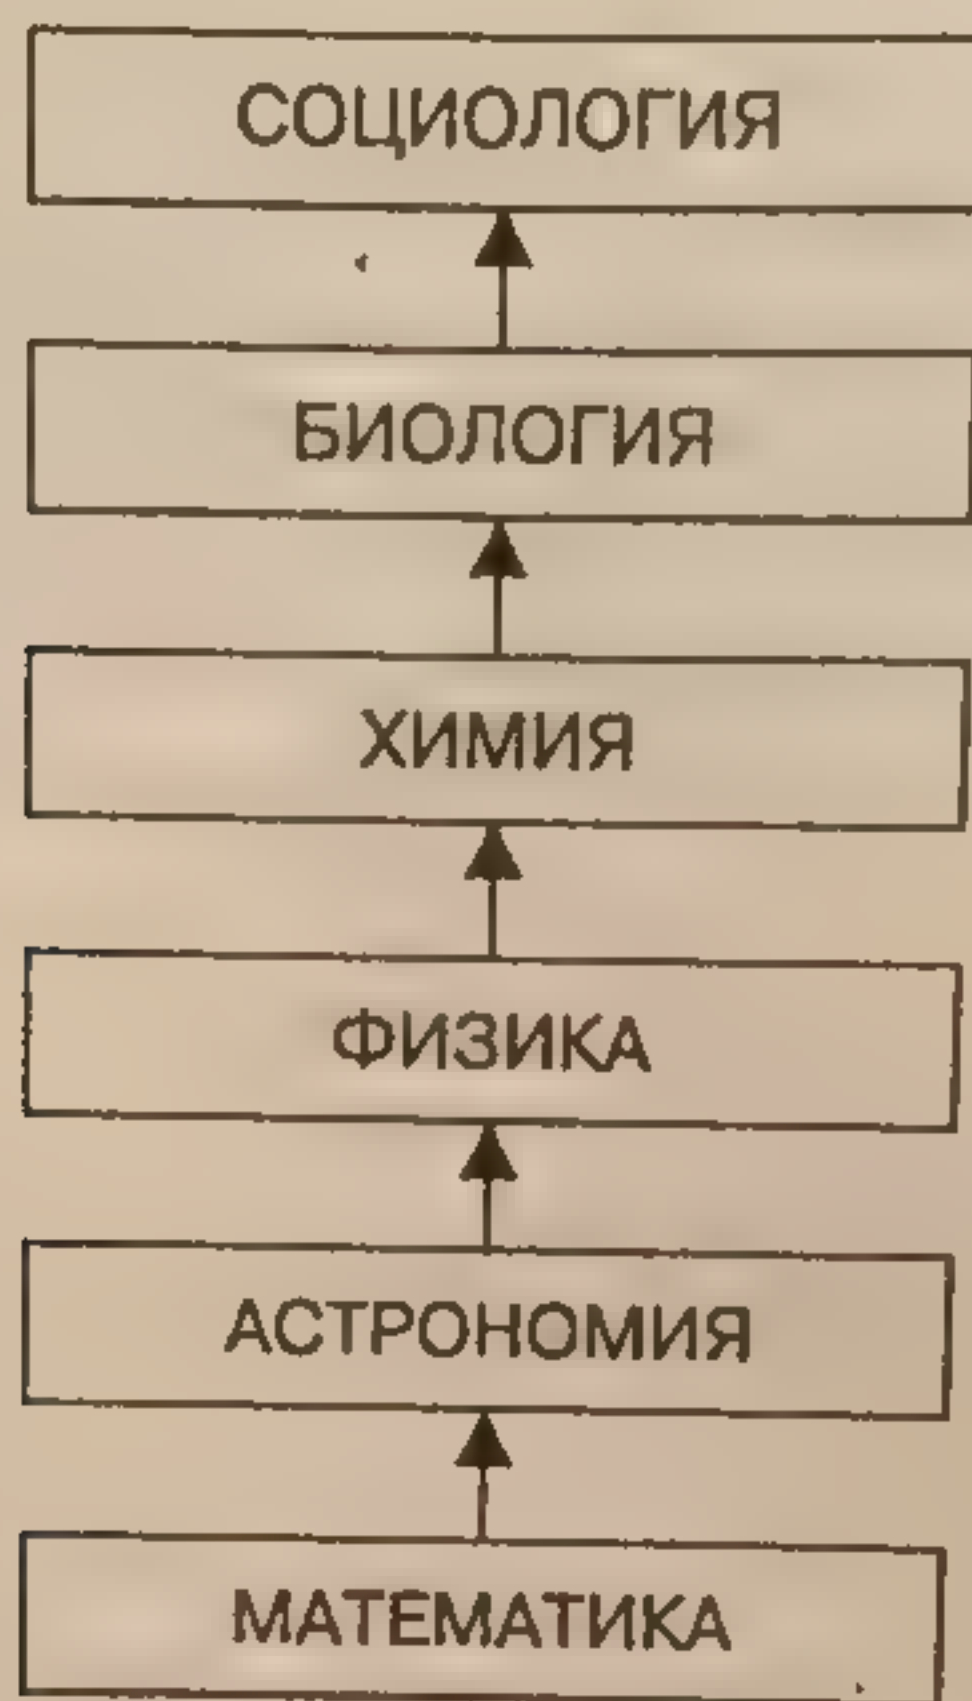 СОЦИОЛОГИЯ
БИОЛОГИЯ
ХИМИЯ
ФИЗИКА
АСТРОНОМИЯ
МАТЕМАТИКА